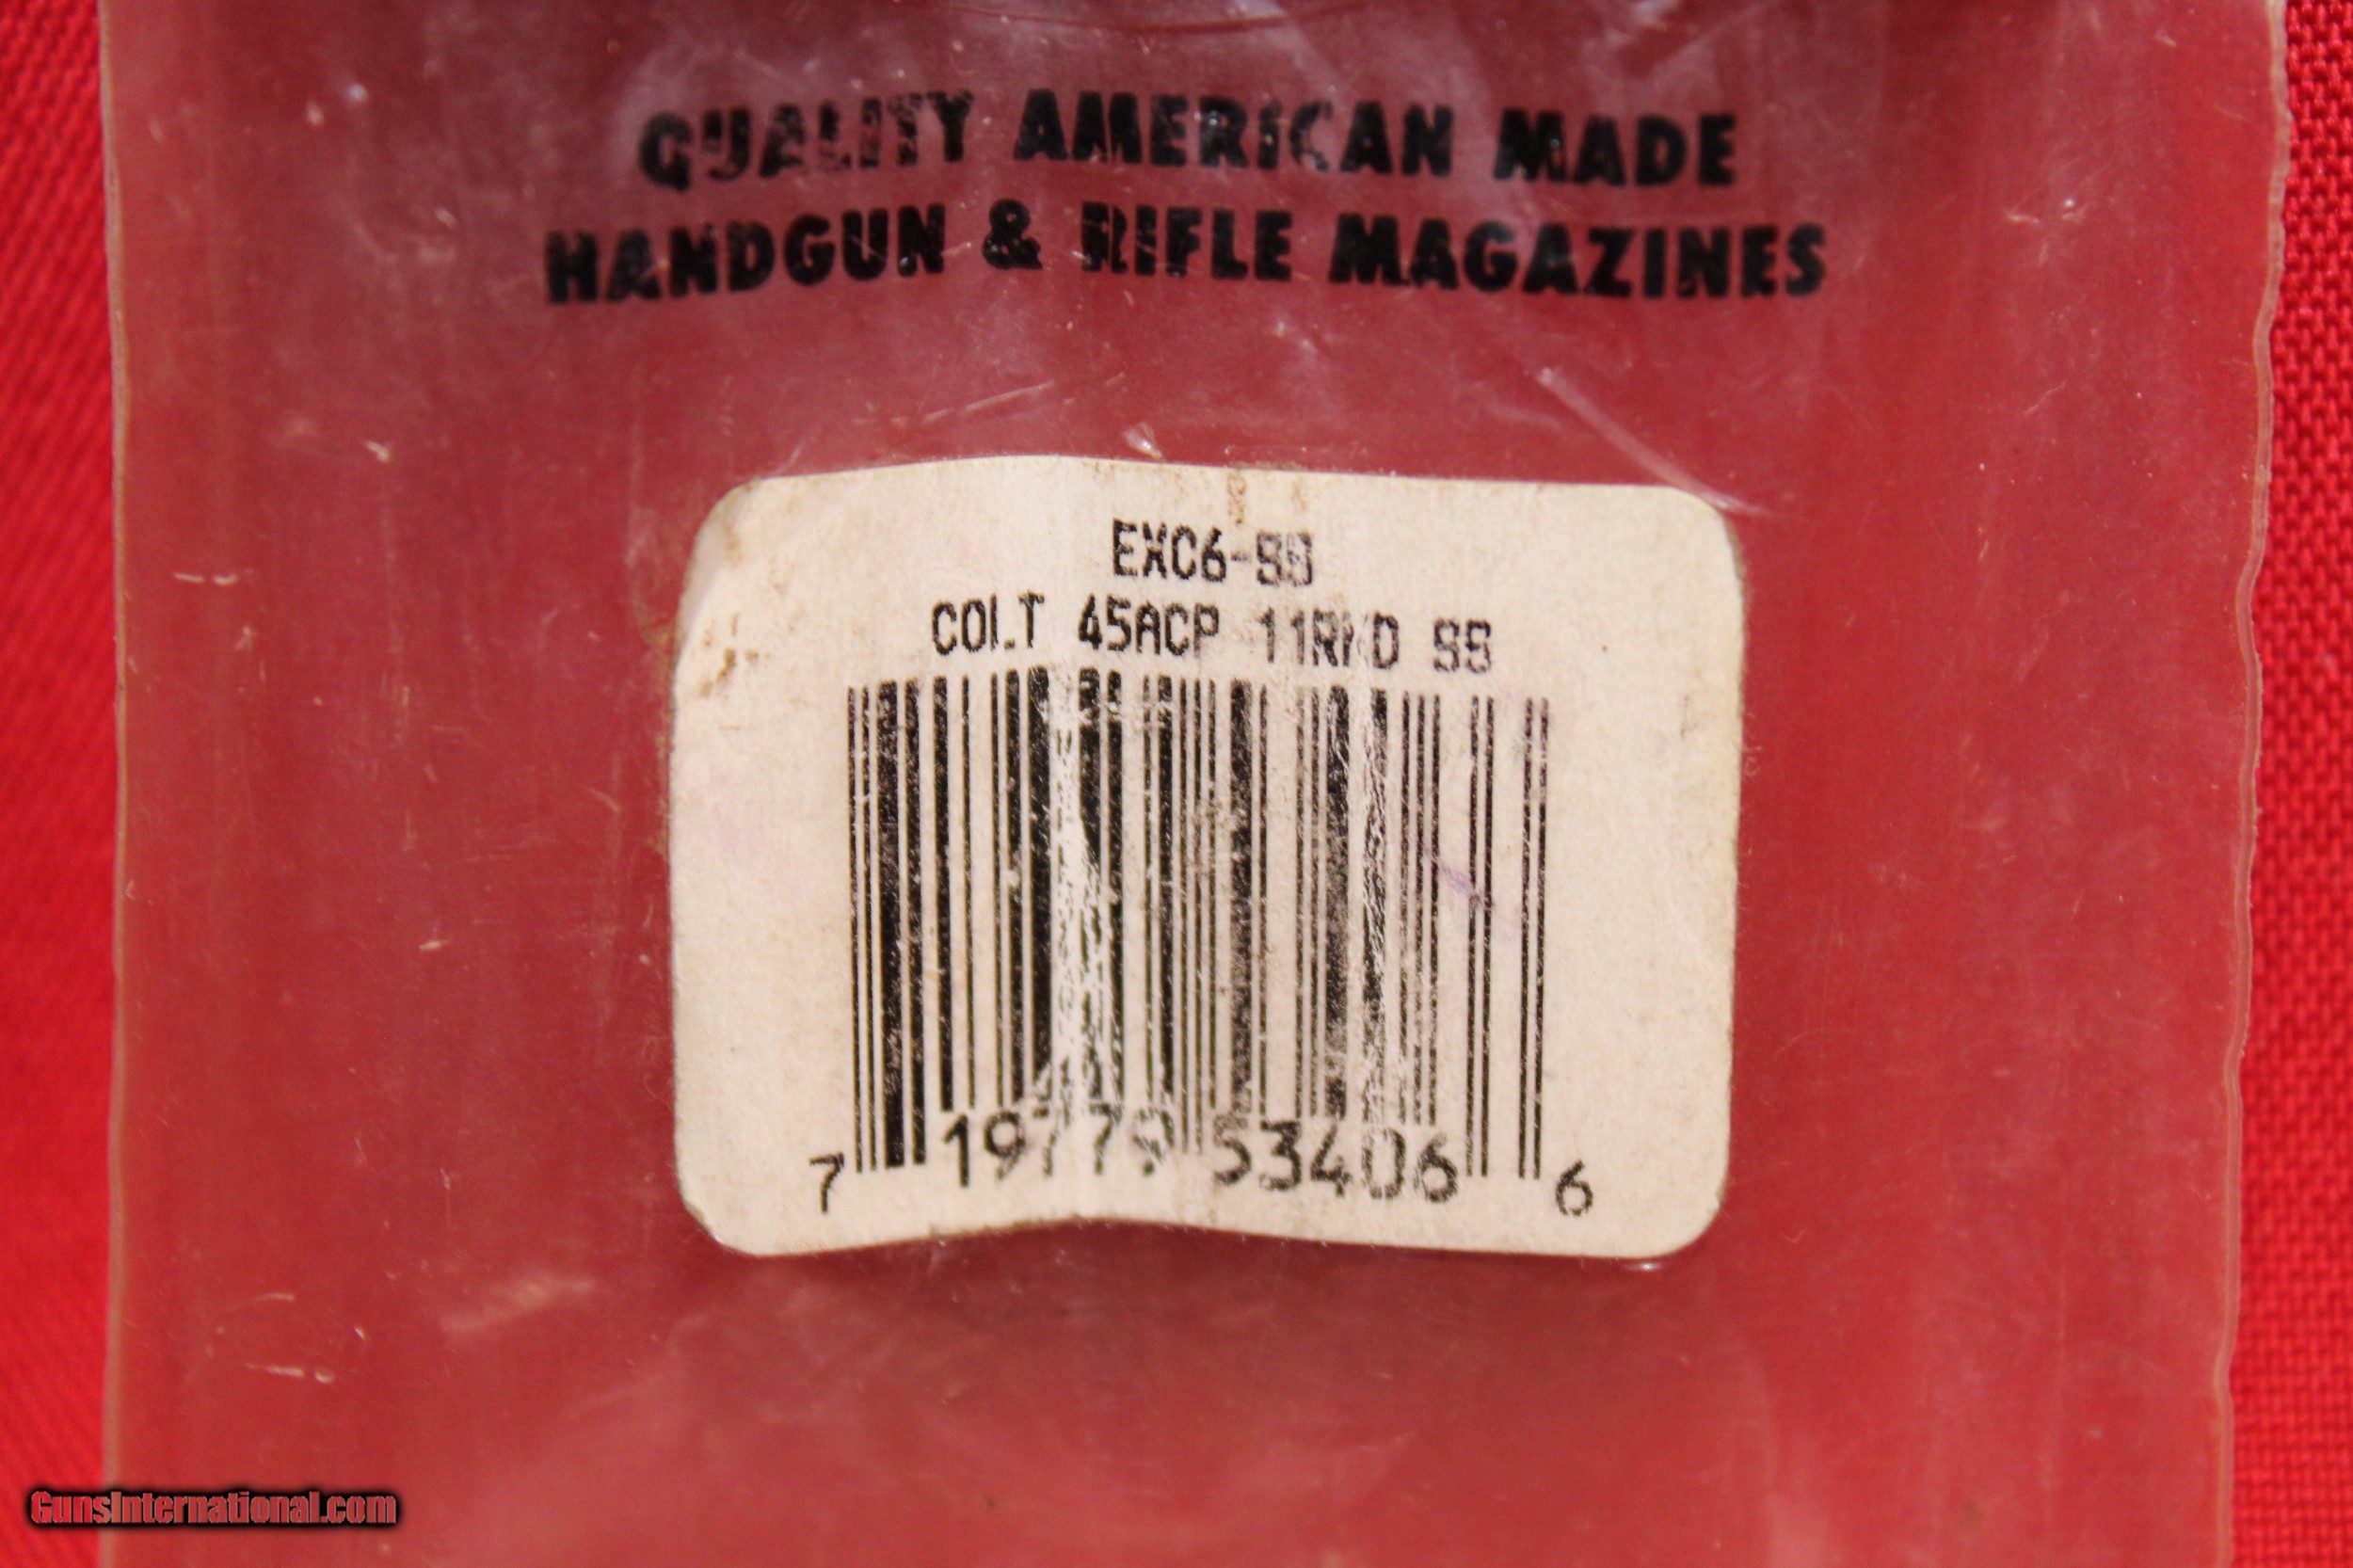 QUALITY AMERICAN MADE
HANDGUN & RIFLE MAGAZINES
EXC6-SS
COLT 45ACP 11RND SS
7 19779 53406 6
GunsInternational.com